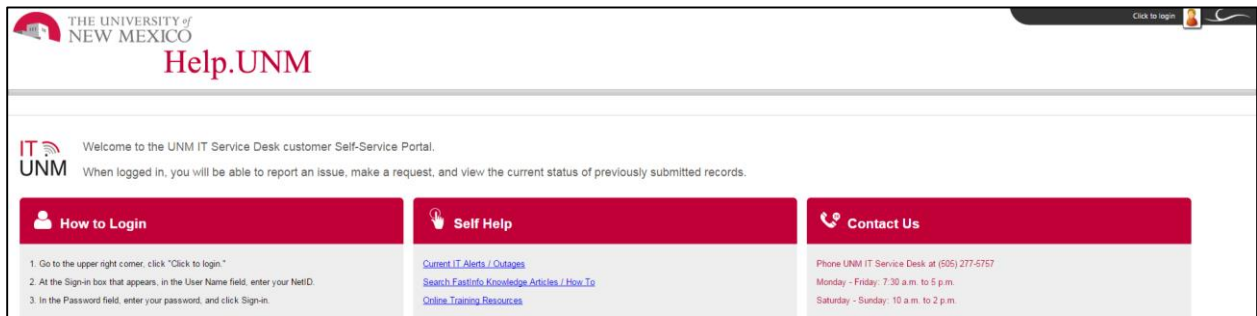 THE UNIVERSITY of
NEW MEXICO
Help.UNM
Click to login
IT
UNM
Welcome to the UNM IT Service Desk customer Self-Service Portal.
When logged in, you will be able to report an issue, make a request, and view the current status of previously submitted records.
How to Login
1. Go to the upper right corner, click "Click to login."
2. At the Sign-in box that appears, in the User Name field, enter your NetID.
3. In the Password field, enter your password, and click Sign-in.
Self Help
Current IT Alerts / Outages
Search FastInfo Knowledge Articles / How To
Online Training Resources
Contact Us
Phone UNM IT Service Desk at (505) 277-5757
Monday - Friday: 7:30 a.m. to 5 p.m.
Saturday - Sunday: 10 a.m. to 2 p.m.